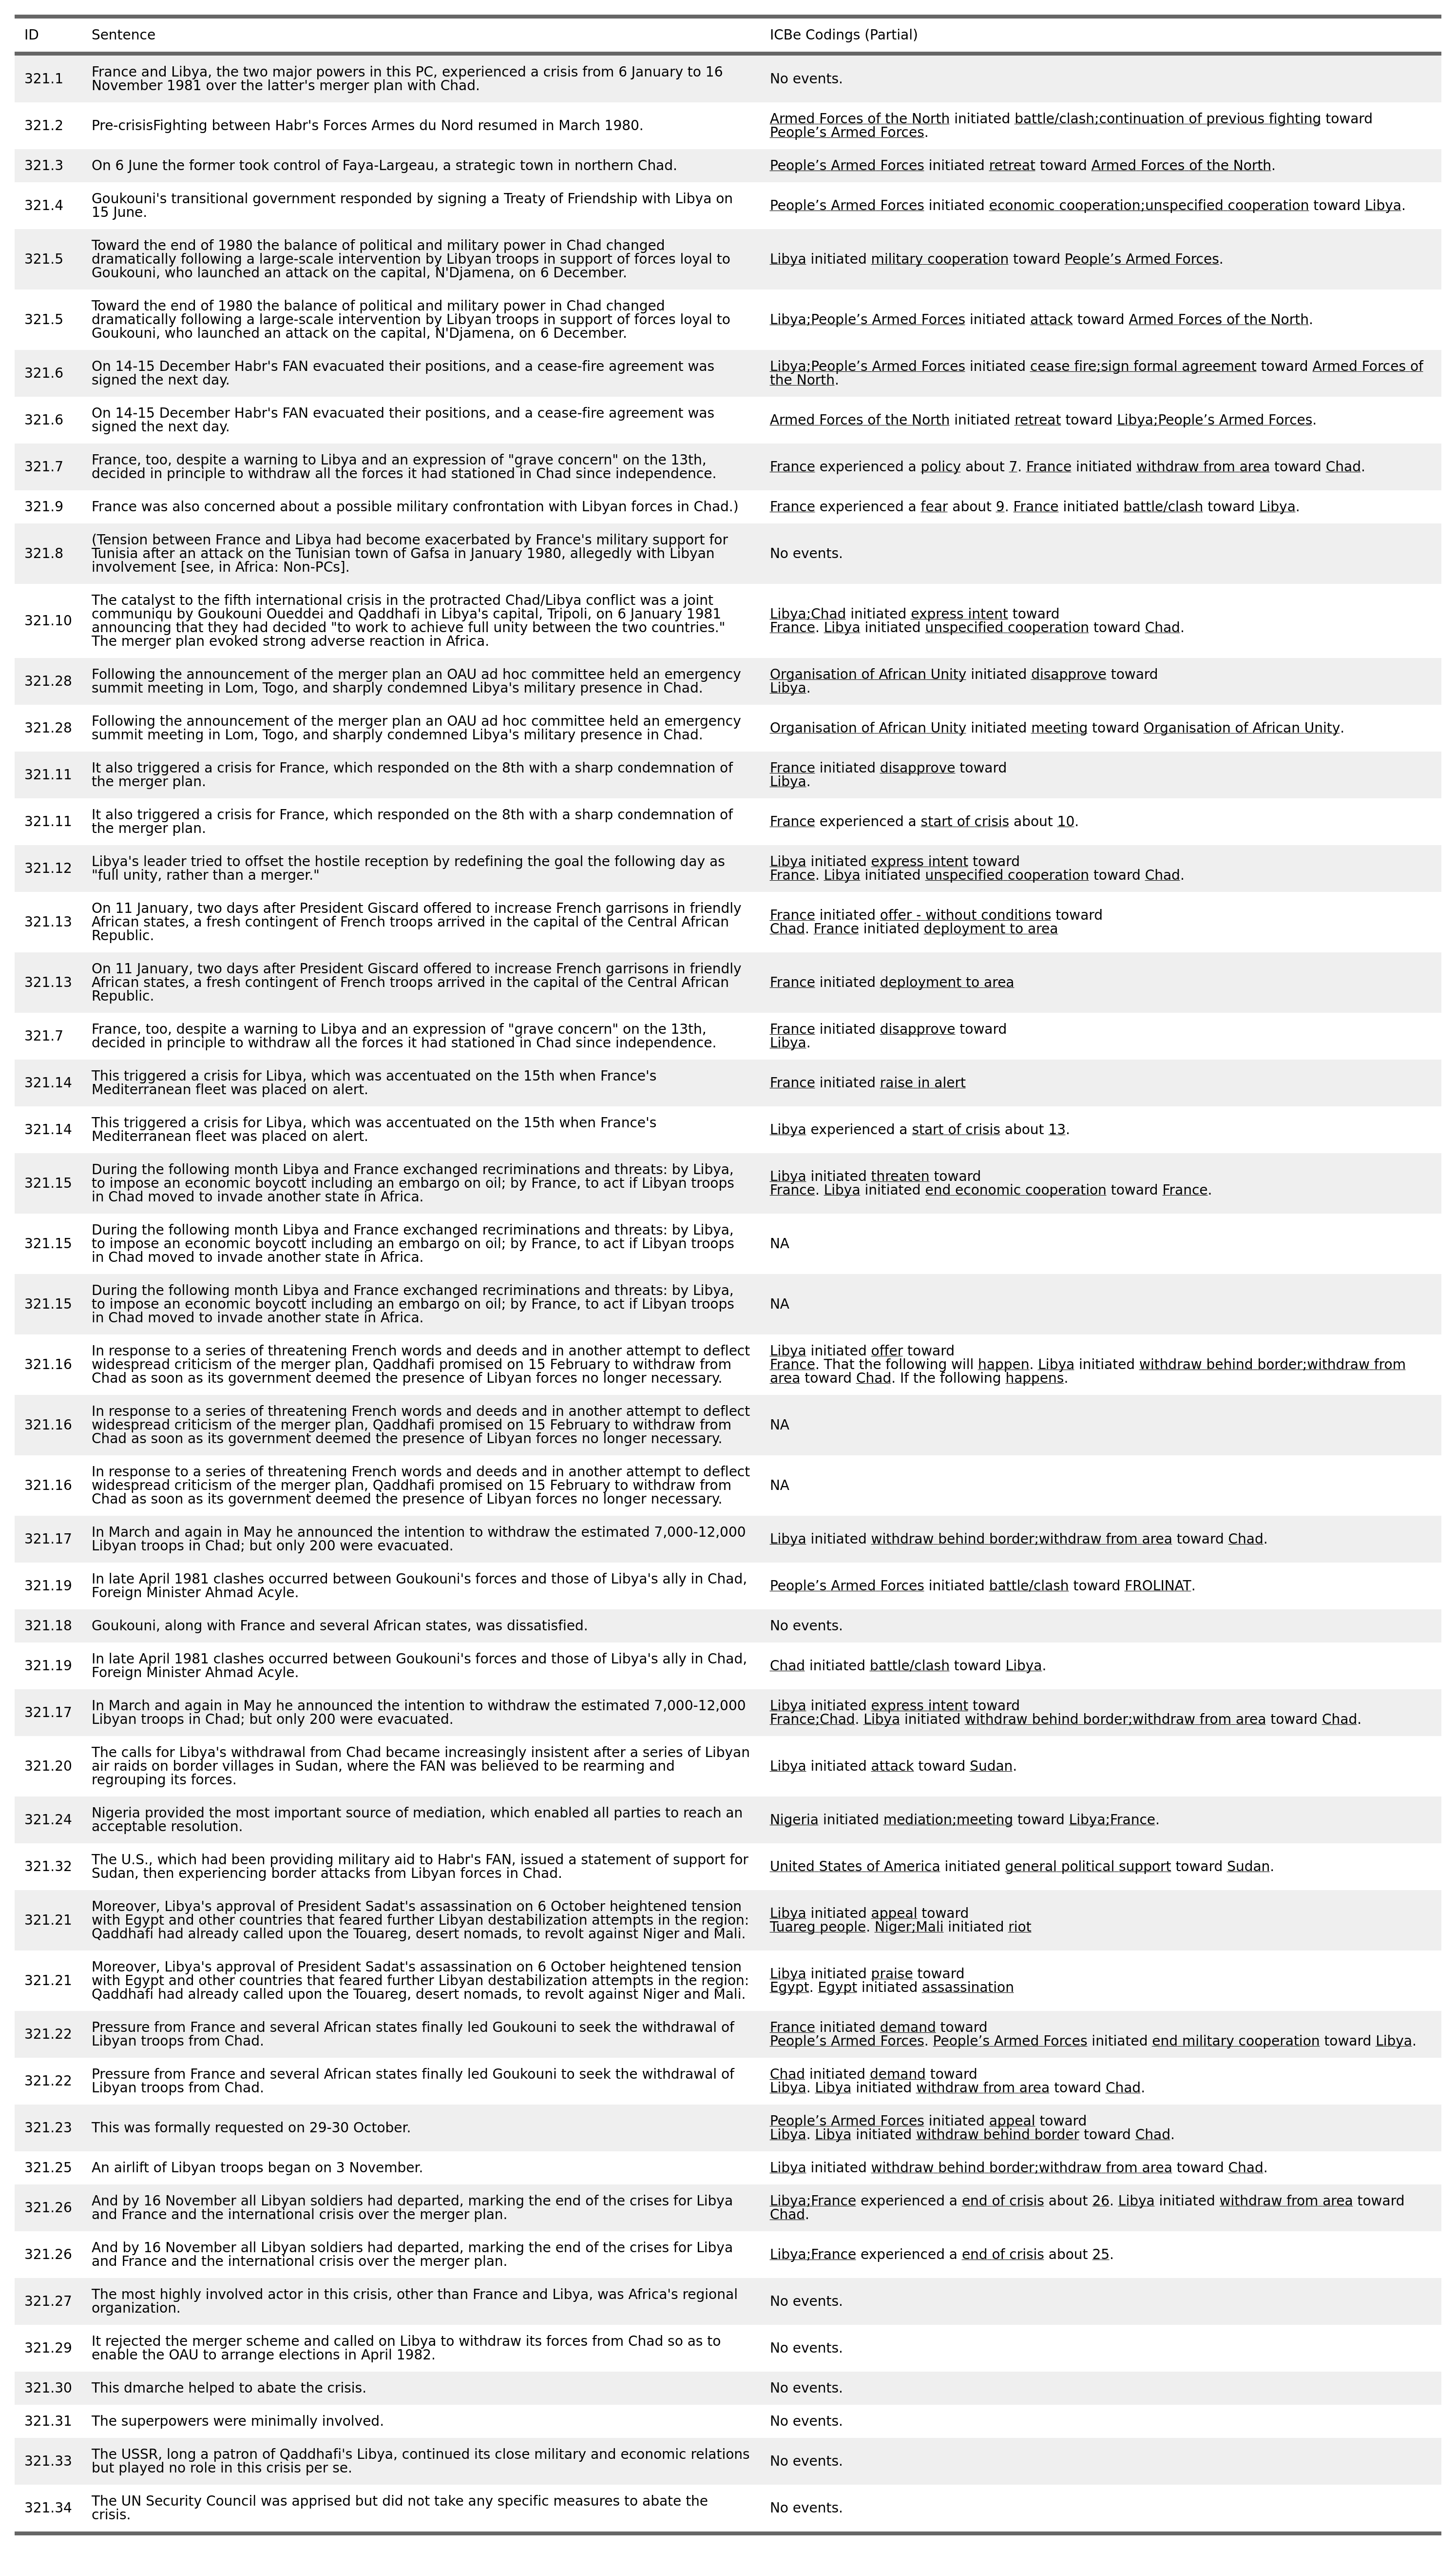 ID Sentence ICBe Codings (Partial)
321.1
France and Libya, the two major powers in this PC, experienced a crisis from 6 January to 16
November 1981 over the latter's merger plan with Chad.
No events.
321.2
Pre-crisisFighting between Habr's Forces Armes du Nord resumed in March 1980.
Armed Forces of the North initiated battle/clash;continuation of previous fighting toward
People’s Armed Forces.
321.3
On 6 June the former took control of Faya-Largeau, a strategic town in northern Chad.
People’s Armed Forces initiated retreat toward Armed Forces of the North.
321.4
Goukouni's transitional government responded by signing a Treaty of Friendship with Libya on
15 June.
People’s Armed Forces initiated economic cooperation;unspecified cooperation toward Libya.
321.5
Toward the end of 1980 the balance of political and military power in Chad changed
dramatically following a large-scale intervention by Libyan troops in support of forces loyal to
Goukouni, who launched an attack on the capital, N'Djamena, on 6 December.
Libya initiated military cooperation toward People’s Armed Forces.
321.5
Toward the end of 1980 the balance of political and military power in Chad changed
dramatically following a large-scale intervention by Libyan troops in support of forces loyal to
Goukouni, who launched an attack on the capital, N'Djamena, on 6 December.
Libya;People’s Armed Forces initiated attack toward Armed Forces of the North.
321.6
On 14-15 December Habr's FAN evacuated their positions, and a cease-fire agreement was
signed the next day.
Libya;People’s Armed Forces initiated cease fire;sign formal agreement toward Armed Forces of
the North.
321.6
On 14-15 December Habr's FAN evacuated their positions, and a cease-fire agreement was
signed the next day.
Armed Forces of the North initiated retreat toward Libya;People’s Armed Forces.
321.7
France, too, despite a warning to Libya and an expression of "grave concern" on the 13th,
decided in principle to withdraw all the forces it had stationed in Chad since independence.
France experienced a policy about 7. France initiated withdraw from area toward Chad.
321.9
France was also concerned about a possible military confrontation with Libyan forces in Chad.)
France experienced a fear about 9. France initiated battle/clash toward Libya.
321.8
(Tension between France and Libya had become exacerbated by France's military support for
Tunisia after an attack on the Tunisian town of Gafsa in January 1980, allegedly with Libyan
involvement [see, in Africa: Non-PCs].
No events.
321.10
The catalyst to the fifth international crisis in the protracted Chad/Libya conflict was a joint
communiqu by Goukouni Oueddei and Qaddhafi in Libya's capital, Tripoli, on 6 January 1981
announcing that they had decided "to work to achieve full unity between the two countries."
The merger plan evoked strong adverse reaction in Africa.
Libya;Chad initiated express intent toward
France. Libya initiated unspecified cooperation toward Chad.
321.28
Following the announcement of the merger plan an OAU ad hoc committee held an emergency
summit meeting in Lom, Togo, and sharply condemned Libya's military presence in Chad.
Organisation of African Unity initiated disapprove toward
Libya.
321.28
Following the announcement of the merger plan an OAU ad hoc committee held an emergency
summit meeting in Lom, Togo, and sharply condemned Libya's military presence in Chad.
Organisation of African Unity initiated meeting toward Organisation of African Unity.
321.11
It also triggered a crisis for France, which responded on the 8th with a sharp condemnation of
the merger plan.
France initiated disapprove toward
Libya.
321.11
It also triggered a crisis for France, which responded on the 8th with a sharp condemnation of
the merger plan.
France experienced a start of crisis about 10.
321.12
Libya's leader tried to offset the hostile reception by redefining the goal the following day as
"full unity, rather than a merger."
Libya initiated express intent toward
France. Libya initiated unspecified cooperation toward Chad.
321.13
On 11 January, two days after President Giscard offered to increase French garrisons in friendly
African states, a fresh contingent of French troops arrived in the capital of the Central African
Republic.
France initiated offer - without conditions toward
Chad. France initiated deployment to area
321.13
On 11 January, two days after President Giscard offered to increase French garrisons in friendly
African states, a fresh contingent of French troops arrived in the capital of the Central African
Republic.
France initiated deployment to area
321.7
France, too, despite a warning to Libya and an expression of "grave concern" on the 13th,
decided in principle to withdraw all the forces it had stationed in Chad since independence.
France initiated disapprove toward
Libya.
321.14
This triggered a crisis for Libya, which was accentuated on the 15th when France's
Mediterranean fleet was placed on alert.
France initiated raise in alert
321.14
This triggered a crisis for Libya, which was accentuated on the 15th when France's
Mediterranean fleet was placed on alert.
Libya experienced a start of crisis about 13.
321.15
During the following month Libya and France exchanged recriminations and threats: by Libya,
to impose an economic boycott including an embargo on oil; by France, to act if Libyan troops
in Chad moved to invade another state in Africa.
Libya initiated threaten toward
France. Libya initiated end economic cooperation toward France.
321.15
During the following month Libya and France exchanged recriminations and threats: by Libya,
to impose an economic boycott including an embargo on oil; by France, to act if Libyan troops
in Chad moved to invade another state in Africa.
NA
321.15
During the following month Libya and France exchanged recriminations and threats: by Libya,
to impose an economic boycott including an embargo on oil; by France, to act if Libyan troops
in Chad moved to invade another state in Africa.
NA
321.16
In response to a series of threatening French words and deeds and in another attempt to deflect
widespread criticism of the merger plan, Qaddhafi promised on 15 February to withdraw from
Chad as soon as its government deemed the presence of Libyan forces no longer necessary.
Libya initiated offer toward
France. That the following will happen. Libya initiated withdraw behind border;withdraw from
area toward Chad. If the following happens.
321.16
In response to a series of threatening French words and deeds and in another attempt to deflect
widespread criticism of the merger plan, Qaddhafi promised on 15 February to withdraw from
Chad as soon as its government deemed the presence of Libyan forces no longer necessary.
NA
321.16
In response to a series of threatening French words and deeds and in another attempt to deflect
widespread criticism of the merger plan, Qaddhafi promised on 15 February to withdraw from
Chad as soon as its government deemed the presence of Libyan forces no longer necessary.
NA
321.17
In March and again in May he announced the intention to withdraw the estimated 7,000-12,000
Libyan troops in Chad; but only 200 were evacuated.
Libya initiated withdraw behind border;withdraw from area toward Chad.
321.19
In late April 1981 clashes occurred between Goukouni's forces and those of Libya's ally in Chad,
Foreign Minister Ahmad Acyle.
People’s Armed Forces initiated battle/clash toward FROLINAT.
321.18
Goukouni, along with France and several African states, was dissatisfied.
No events.
321.19
In late April 1981 clashes occurred between Goukouni's forces and those of Libya's ally in Chad,
Foreign Minister Ahmad Acyle.
Chad initiated battle/clash toward Libya.
321.17
In March and again in May he announced the intention to withdraw the estimated 7,000-12,000
Libyan troops in Chad; but only 200 were evacuated.
Libya initiated express intent toward
France;Chad. Libya initiated withdraw behind border;withdraw from area toward Chad.
321.20
The calls for Libya's withdrawal from Chad became increasingly insistent after a series of Libyan
air raids on border villages in Sudan, where the FAN was believed to be rearming and
regrouping its forces.
Libya initiated attack toward Sudan.
321.24
Nigeria provided the most important source of mediation, which enabled all parties to reach an
acceptable resolution.
Nigeria initiated mediation;meeting toward Libya;France.
321.32
The U.S., which had been providing military aid to Habr's FAN, issued a statement of support for
Sudan, then experiencing border attacks from Libyan forces in Chad.
United States of America initiated general political support toward Sudan.
321.21
Moreover, Libya's approval of President Sadat's assassination on 6 October heightened tension
with Egypt and other countries that feared further Libyan destabilization attempts in the region:
Qaddhafi had already called upon the Touareg, desert nomads, to revolt against Niger and Mali.
Libya initiated appeal toward
Tuareg people. Niger;Mali initiated riot
321.21
Moreover, Libya's approval of President Sadat's assassination on 6 October heightened tension
with Egypt and other countries that feared further Libyan destabilization attempts in the region:
Qaddhafi had already called upon the Touareg, desert nomads, to revolt against Niger and Mali.
Libya initiated praise toward
Egypt. Egypt initiated assassination
321.22
Pressure from France and several African states finally led Goukouni to seek the withdrawal of
Libyan troops from Chad.
France initiated demand toward
People’s Armed Forces. People’s Armed Forces initiated end military cooperation toward Libya.
321.22
Pressure from France and several African states finally led Goukouni to seek the withdrawal of
Libyan troops from Chad.
Chad initiated demand toward
Libya. Libya initiated withdraw from area toward Chad.
321.23
This was formally requested on 29-30 October.
People’s Armed Forces initiated appeal toward
Libya. Libya initiated withdraw behind border toward Chad.
321.25
An airlift of Libyan troops began on 3 November.
Libya initiated withdraw behind border;withdraw from area toward Chad.
321.26
And by 16 November all Libyan soldiers had departed, marking the end of the crises for Libya
and France and the international crisis over the merger plan.
Libya;France experienced a end of crisis about 26. Libya initiated withdraw from area toward
Chad.
321.26
And by 16 November all Libyan soldiers had departed, marking the end of the crises for Libya
and France and the international crisis over the merger plan.
Libya;France experienced a end of crisis about 25.
321.27
The most highly involved actor in this crisis, other than France and Libya, was Africa's regional
organization.
No events.
321.29
It rejected the merger scheme and called on Libya to withdraw its forces from Chad so as to
enable the OAU to arrange elections in April 1982.
No events.
321.30
This dmarche helped to abate the crisis.
No events.
321.31
The superpowers were minimally involved.
No events.
321.33
The USSR, long a patron of Qaddhafi's Libya, continued its close military and economic relations
but played no role in this crisis per se.
No events.
321.34
The UN Security Council was apprised but did not take any specific measures to abate the
crisis.
No events.